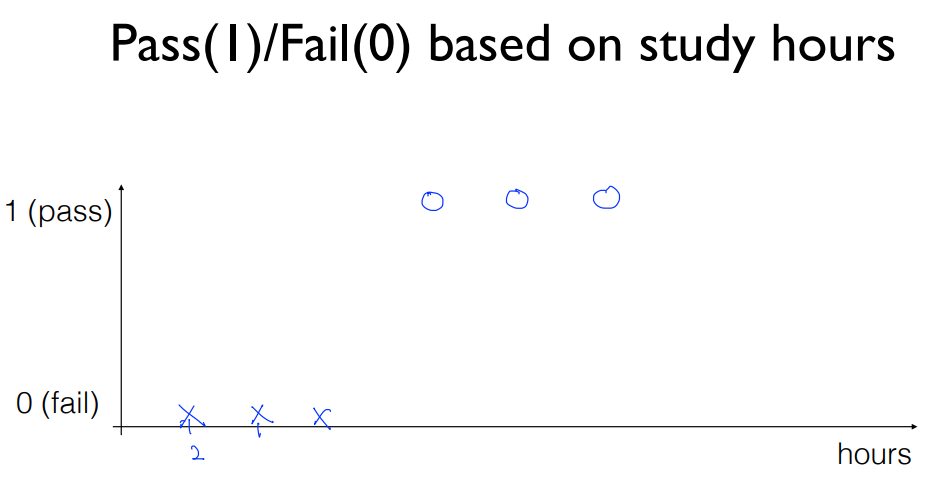 Pass(1)/Fail(0) based on study hours
1 (pass)
0 (fail)
2
hours